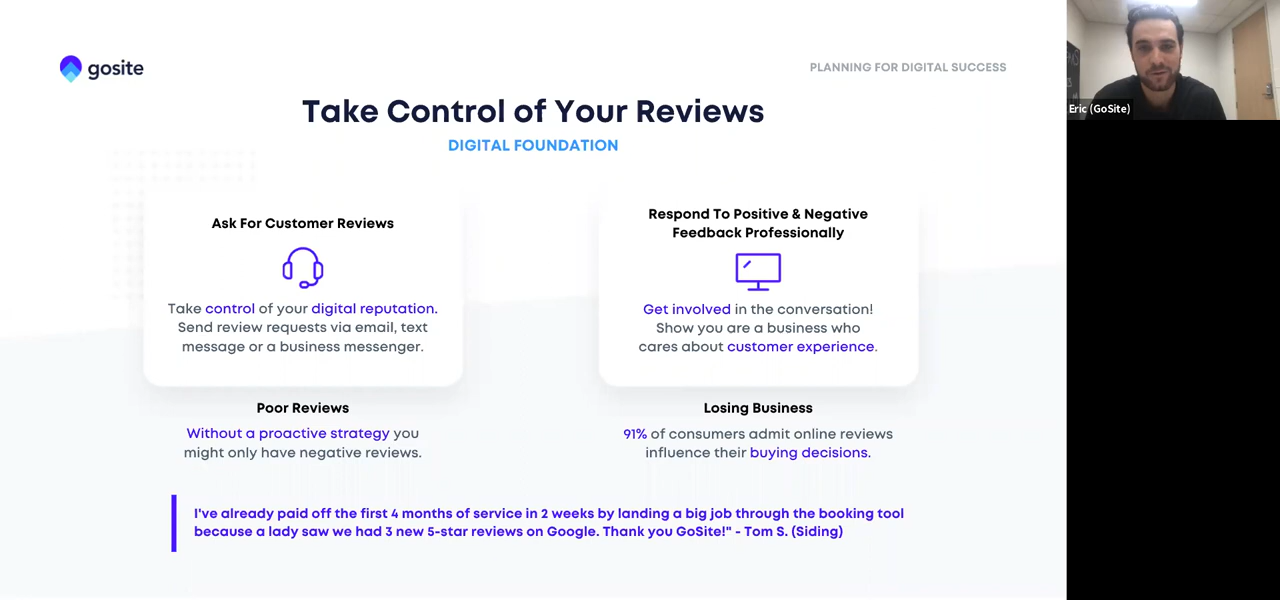 gosite
PLANNING FOR DIGITAL SUCCESS
Take Control of Your Reviews
DIGITAL FOUNDATION
Ask For Customer Reviews
Take control of your digital reputation.
Send review requests via email, text
message or a business messenger.
Respond To Positive & Negative
Feedback Professionally
Get involved in the conversation!
Show you are a business who
cares about customer experience.
Poor Reviews
Without a proactive strategy you
might only have negative reviews.
Losing Business
91% of consumers admit online reviews
influence their buying decisions.
I've already paid off the first 4 months of service in 2 weeks by landing a big job through the booking tool
because a lady saw we had 3 new 5-star reviews on Google. Thank you GoSite!" - Tom S. (Siding)
Eric (GoSite)